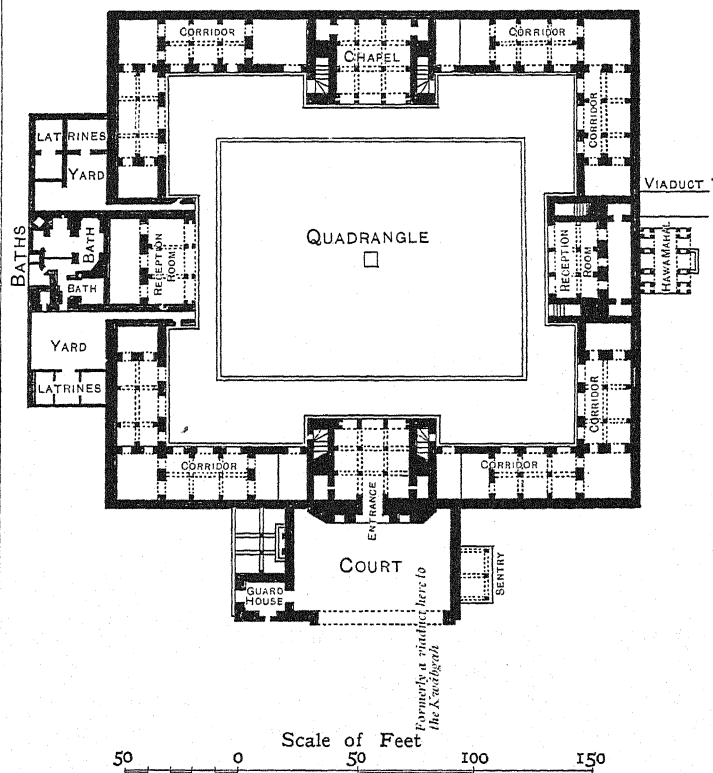 CORRIDOR
CHAPEL
CORRIDOR
CORRIDOR
LATRINES
YARD
VIADUCT
BATHS
BATH
BATH
RECEPTION
ROOM
QUADRANGLE
RECEPTION
ROOM
HAWA MAHAL
YARD
LATRINES
CORRIDOR
CORRIDOR
CORRIDOR
ENTRANCE
COURT
GUARD
HOUSE
SENTRY
Formerly a viaduct here to
the Kwábgah
Scale of Feet
50 0 50 100 150